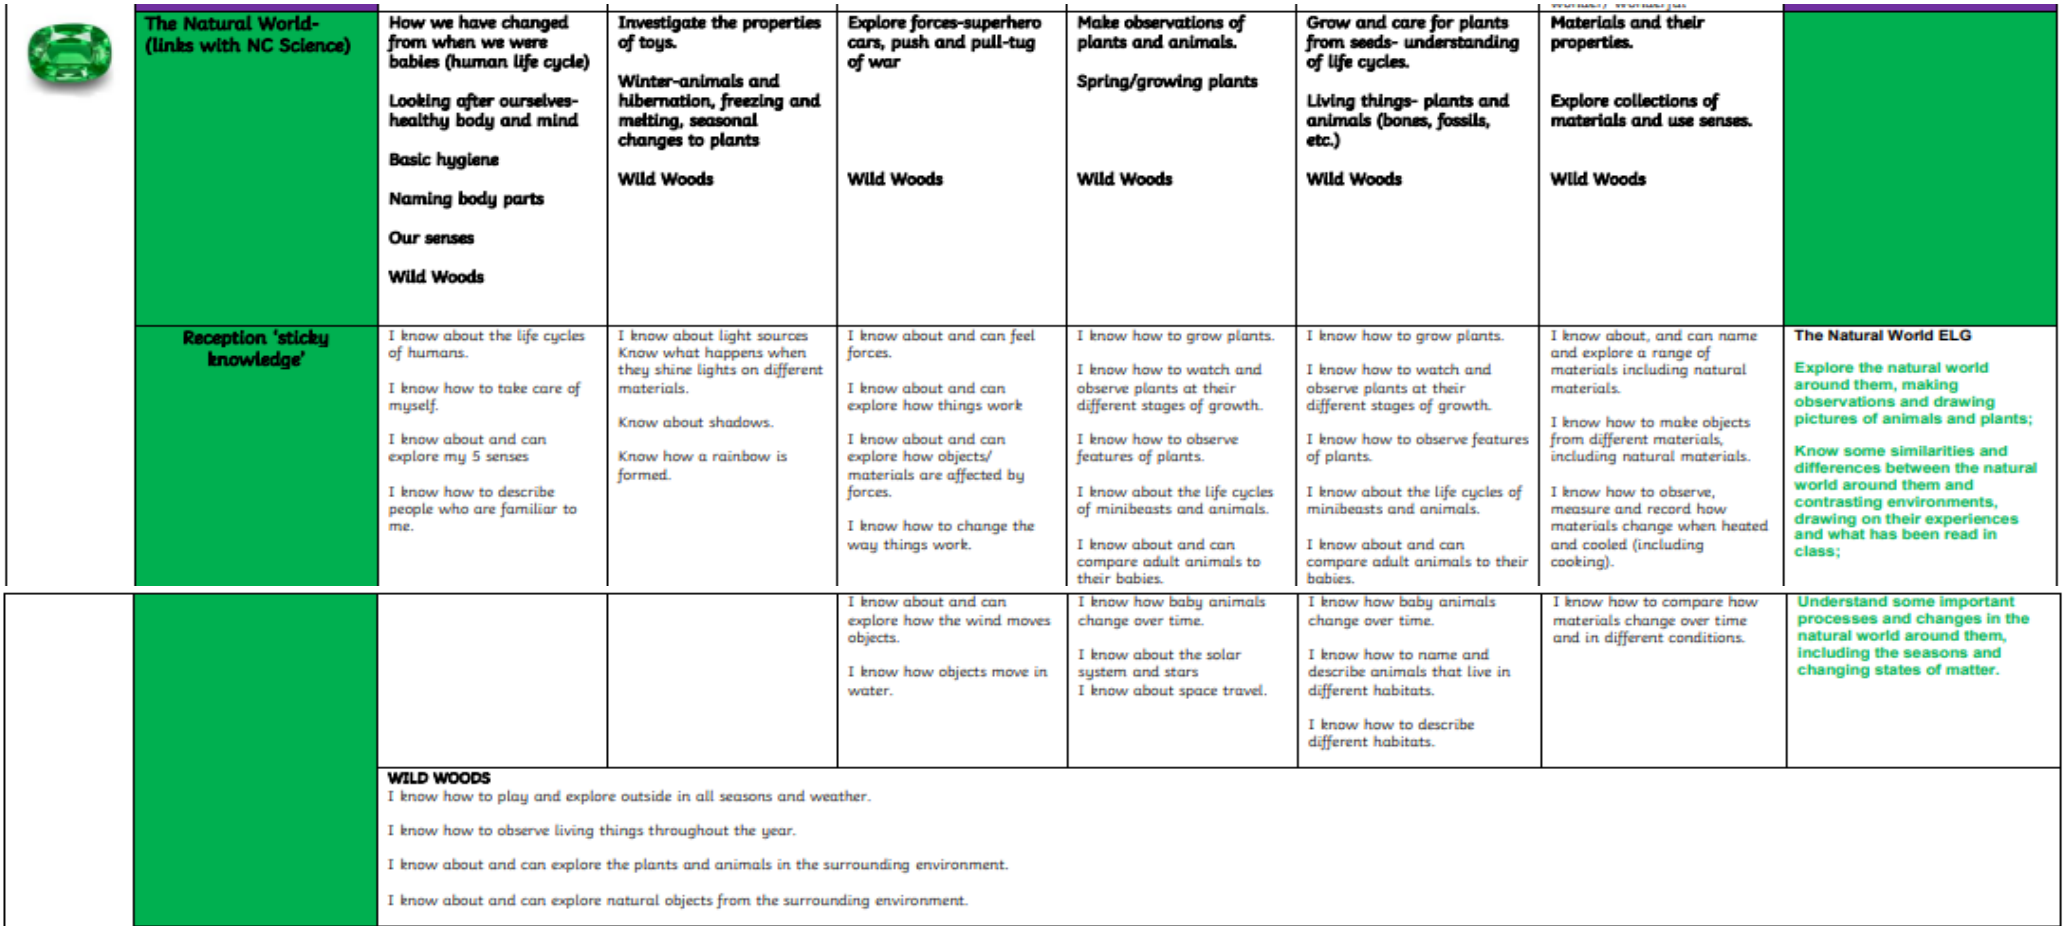 The Natural World-
(links with NC Science)
How we have changed
from when we were
babies (human life cycle)
Looking after ourselves-
healthy body and mind
Basic hygiene
Naming body parts
Our senses
Wild Woods
Investigate the properties
of toys.
Winter-animals and
hibernation, freezing and
melting, seasonal
changes to plants
Wild Woods
Explore forces-superhero
cars, push and pull-tug
of war
Wild Woods
Make observations of
plants and animals.
Spring/growing plants
Wild Woods
Grow and care for plants
from seeds- understanding
of life cycles.
Living things- plants and
animals (bones, fossils,
etc.)
Wild Woods
Materials and their
properties.
Explore collections of
materials and use senses.
Wild Woods
Reception ‘sticky
knowledge’
I know about the life cycles
of humans.
I know how to take care of
myself.
I know about and can
explore my 5 senses
I know how to describe
people who are familiar to
me.
I know about light sources
Know what happens when
they shine lights on different
materials.
Know about shadows.
Know how a rainbow is
formed.
I know about and can feel
forces.
I know about and can
explore how things work
I know about and can
explore how objects/
materials are affected by
forces.
I know how to change the
way things work.
I know how to grow plants.
I know how to watch and
observe plants at their
different stages of growth.
I know how to observe
features of plants.
I know about the life cycles
of minibeasts and animals.
I know about and can
compare adult animals to
their babies.
I know how to grow plants.
I know how to watch and
observe plants at their
different stages of growth.
I know how to observe features
of plants.
I know about the life cycles of
minibeasts and animals.
I know about and can
compare adult animals to their
babies.
I know about, and can name
and explore a range of
materials including natural
materials.
I know how to make objects
from different materials,
including natural materials.
I know how to observe,
measure and record how
materials change when heated
and cooled (including
cooking).
The Natural World ELG
Explore the natural world
around them, making
observations and drawing
pictures of animals and plants;
Know some similarities and
differences between the natural
world around them and
contrasting environments,
drawing on their experiences
and what has been read in
class;
I know about and can
explore how the wind moves
objects.
I know how objects move in
water.
I know how baby animals
change over time.
I know about the solar
system and stars
I know about space travel.
I know how baby animals
change over time.
I know how to name and
describe animals that live in
different habitats.
I know how to describe
different habitats.
I know how to compare how
materials change over time
and in different conditions.
Understand some important
processes and changes in the
natural world around them,
including the seasons and
changing states of matter.
WILD WOODS
I know how to play and explore outside in all seasons and weather.
I know how to observe living things throughout the year.
I know about and can explore the plants and animals in the surrounding environment.
I know about and can explore natural objects from the surrounding environment.